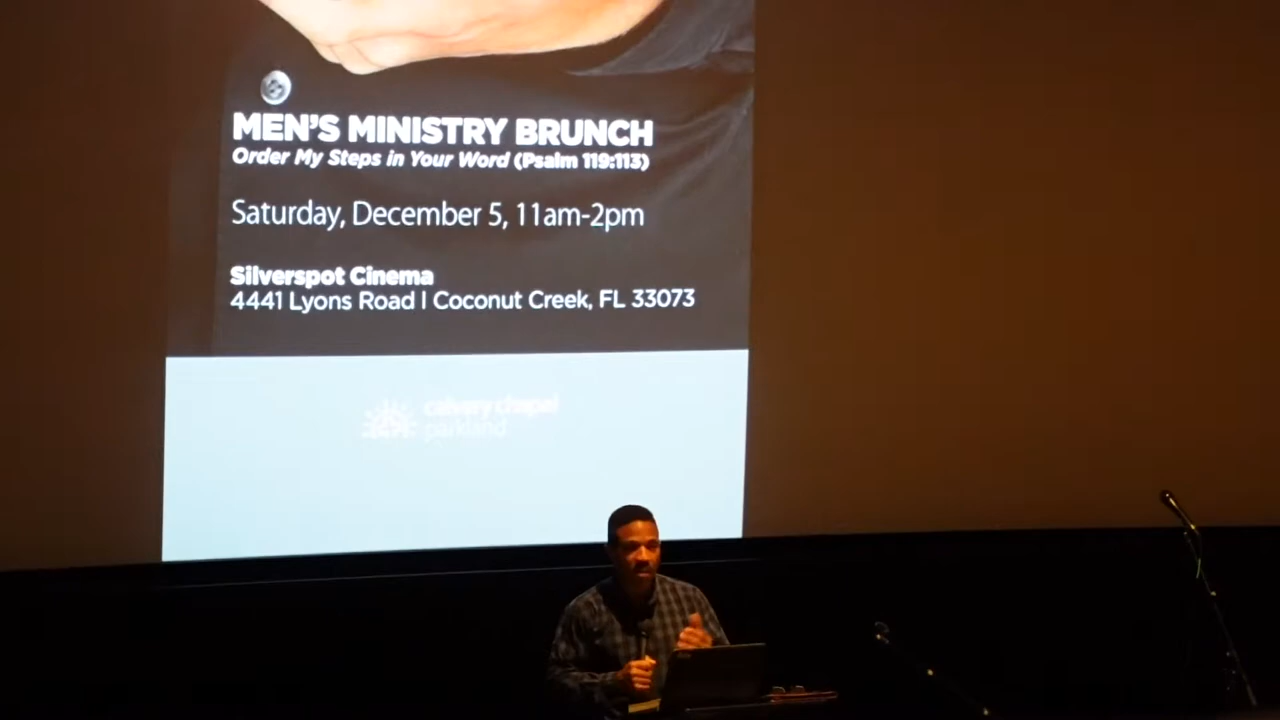 MEN'S MINISTRY BRUNCH
Order My Steps in Your Word (Psalm 119:113)
Saturday, December 5, 11am-2pm
Silverspot Cinema
4441 Lyons Road | Coconut Creek, FL 33073
calvary chapel
parkland